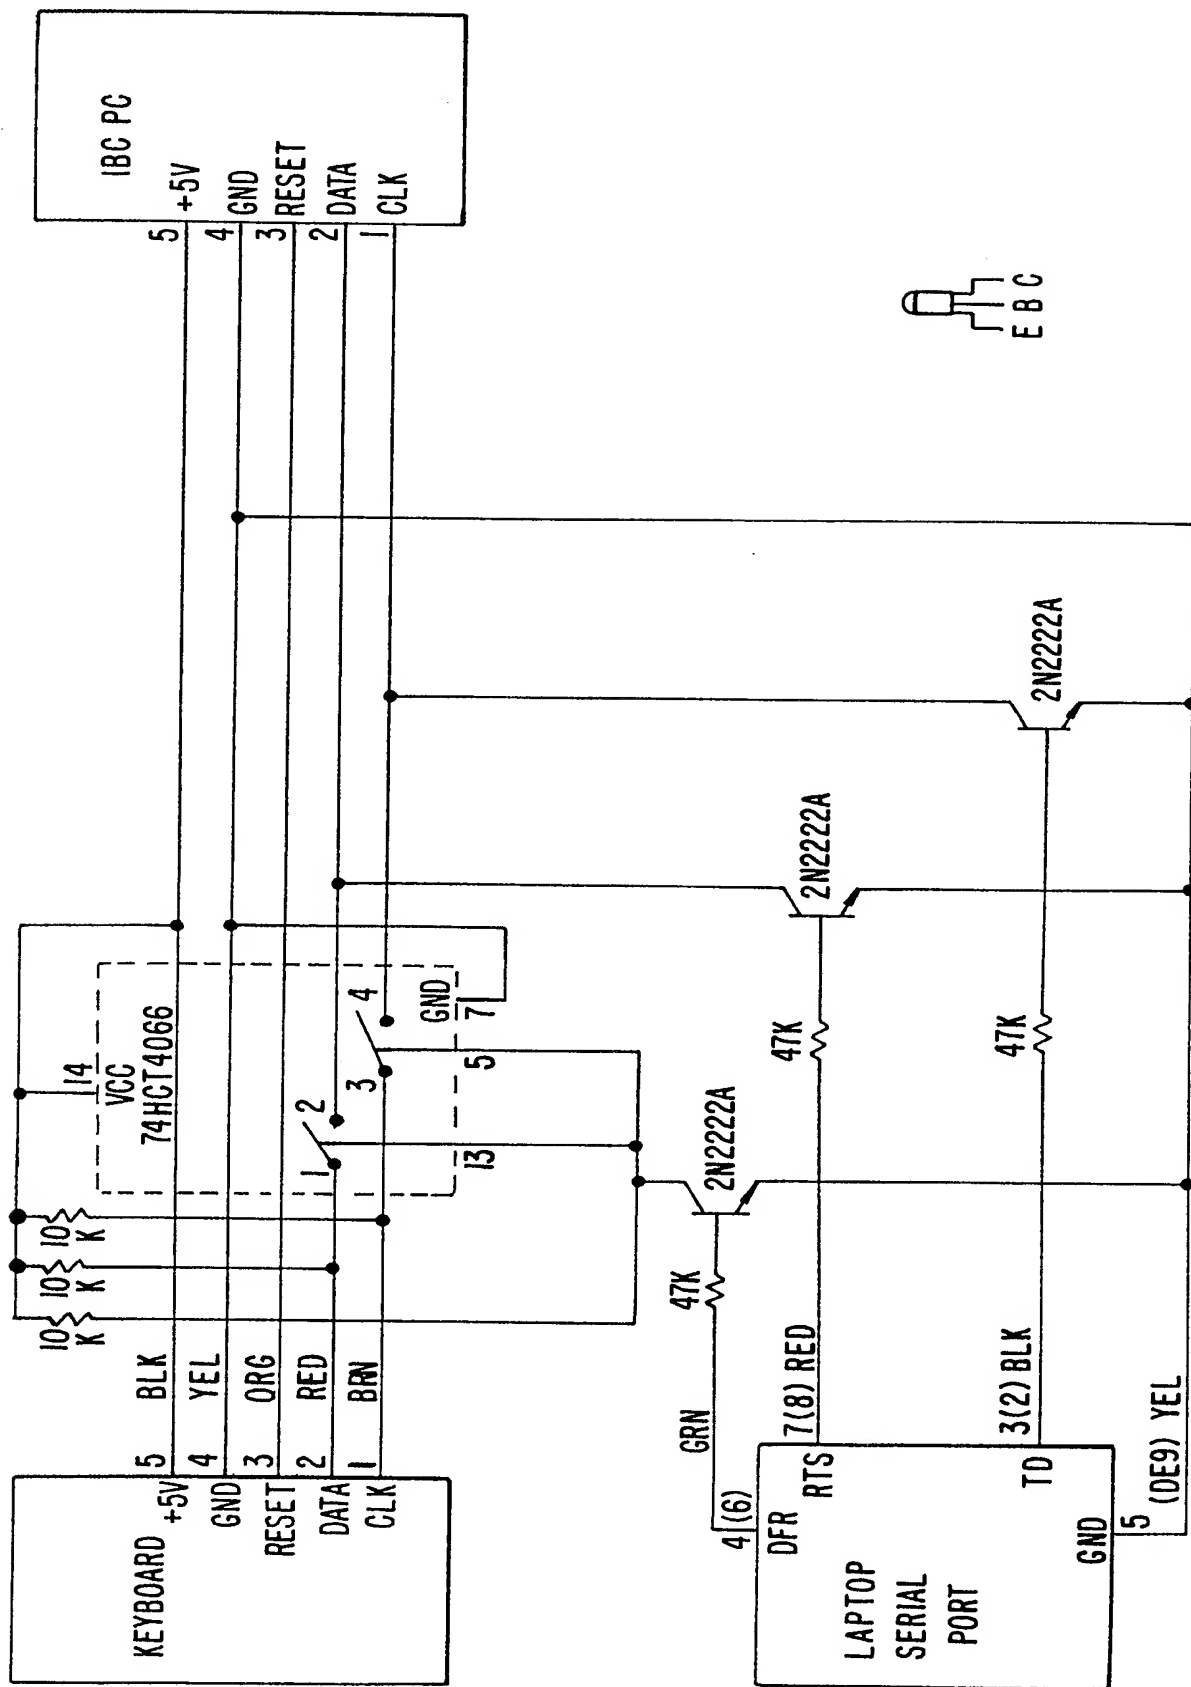 KEYBOARD
+5V 5 BLK
GND 4 YEL
RESET 3 ORG
DATA 2 RED
CLK 1 BRN
10
K
10
K
10
K
14
VCC
74HCT4066
1 2
3 4
13
5
GND
7
IBC PC
5 +5V
4 GND
3 RESET
2 DATA
1 CLK
LAPTOP
SERIAL
PORT
4 (6)
DFR
GRN
47K
2N2222A
RTS 7(8) RED
47K
2N2222A
TD 3(2) BLK
47K
2N2222A
GND 5
(DE9) YEL
E B C